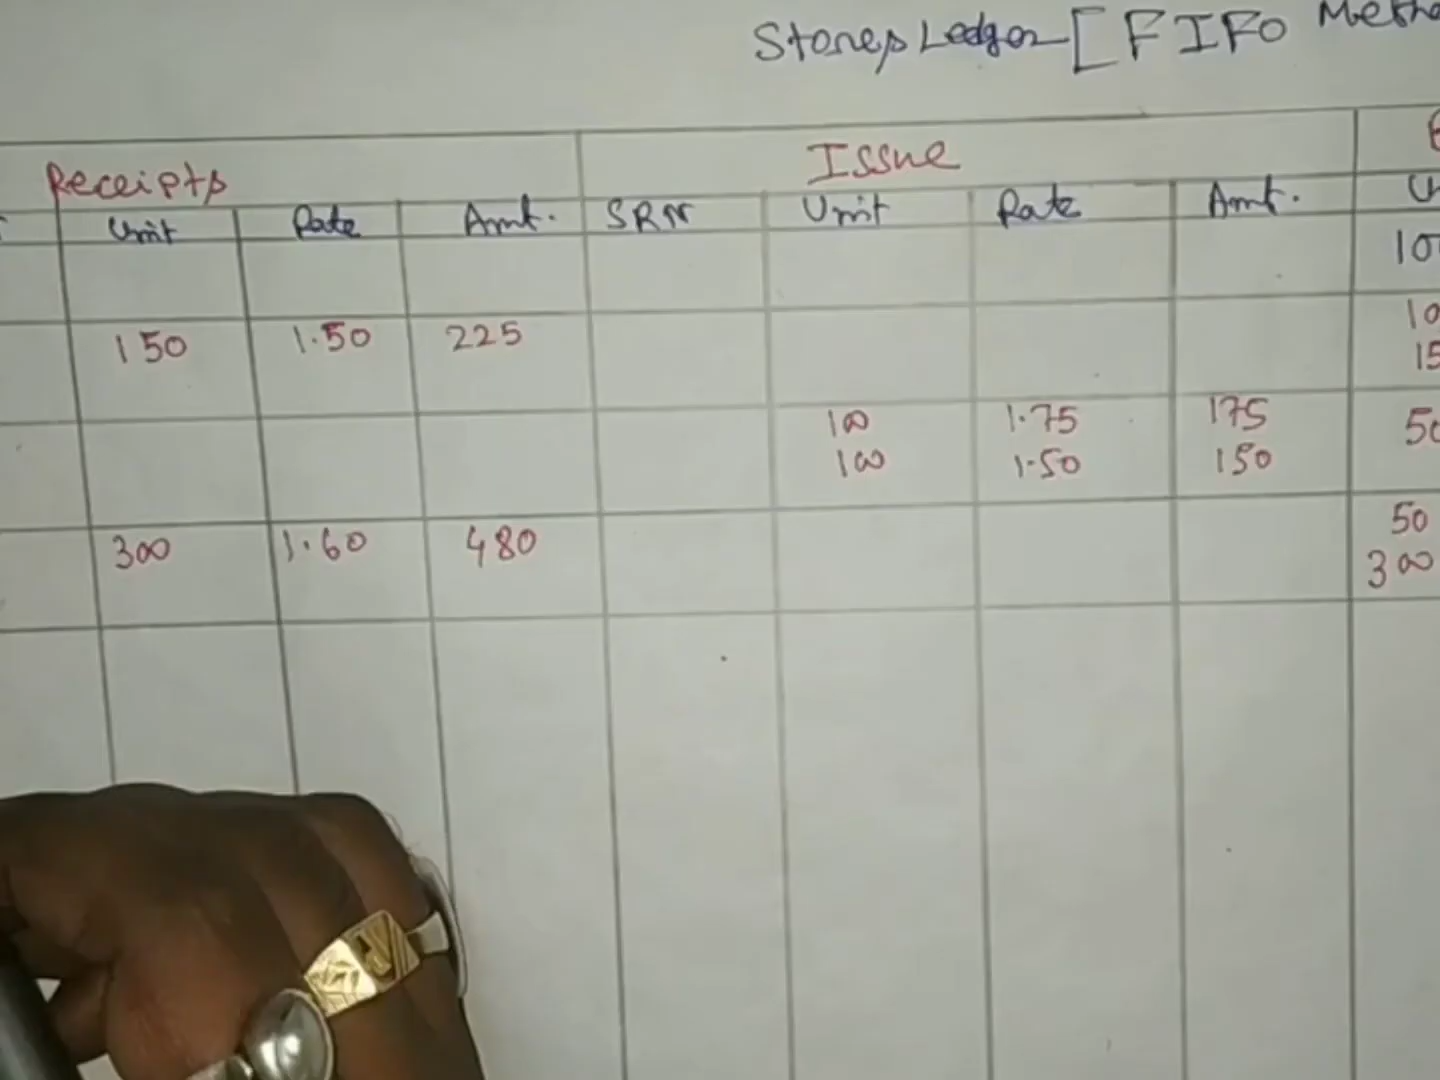 Stores Ledger [FIFO
Receipts Issue
Unit Rate Amt. SRN Unit Rate Amt.
150 1.50 225
100 1.75 175
100 1.50 150
300 1.60 480 50
300